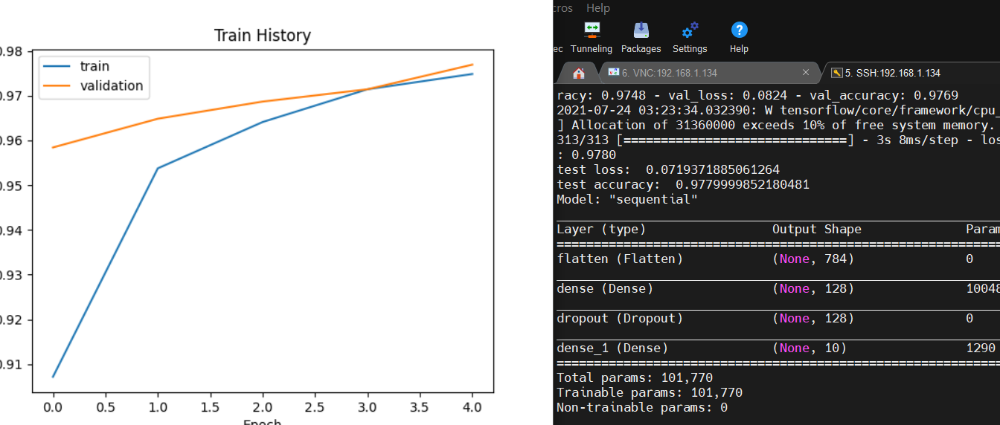 Train History
train
validation
0.98
0.97
0.96
0.95
0.94
0.93
0.92
0.91
0.0 0.5 1.0 1.5 2.0 2.5 3.0 3.5 4.0
Epoch
Help
Tunneling Packages Settings Help
6. VNC:192.168.1.134
5. SSH:192.168.1.134
racy: 0.9748 - val_loss: 0.0824 - val_accuracy: 0.9769
2021-07-24 03:23:34.032390: W tensorflow/core/framework/cpu_
] Allocation of 31360000 exceeds 10% of free system memory.
313/313 [==============================] - 3s 8ms/step - los
: 0.9780
test loss:  0.0719371885061264
test accuracy:  0.9779999852180481
Model: "sequential"
Layer (type) Output Shape Param
flatten (Flatten) (None, 784) 0
dense (Dense) (None, 128) 10048
dropout (Dropout) (None, 128) 0
dense_1 (Dense) (None, 10) 1290
Total params: 101,770
Trainable params: 101,770
Non-trainable params: 0